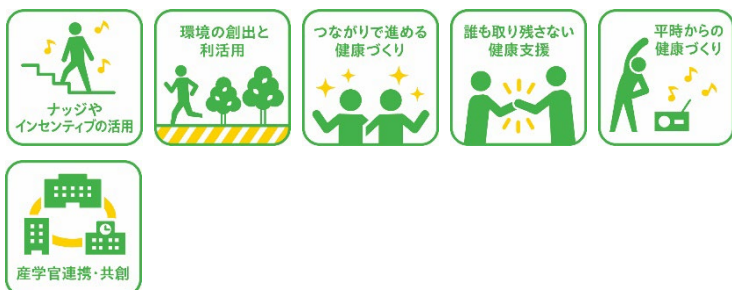 ナッジや
インセンティブの活用
環境の創出と
利活用
つながりで進める
健康づくり
誰も取り残さない
健康支援
平時からの
健康づくり
産学官連携・共創